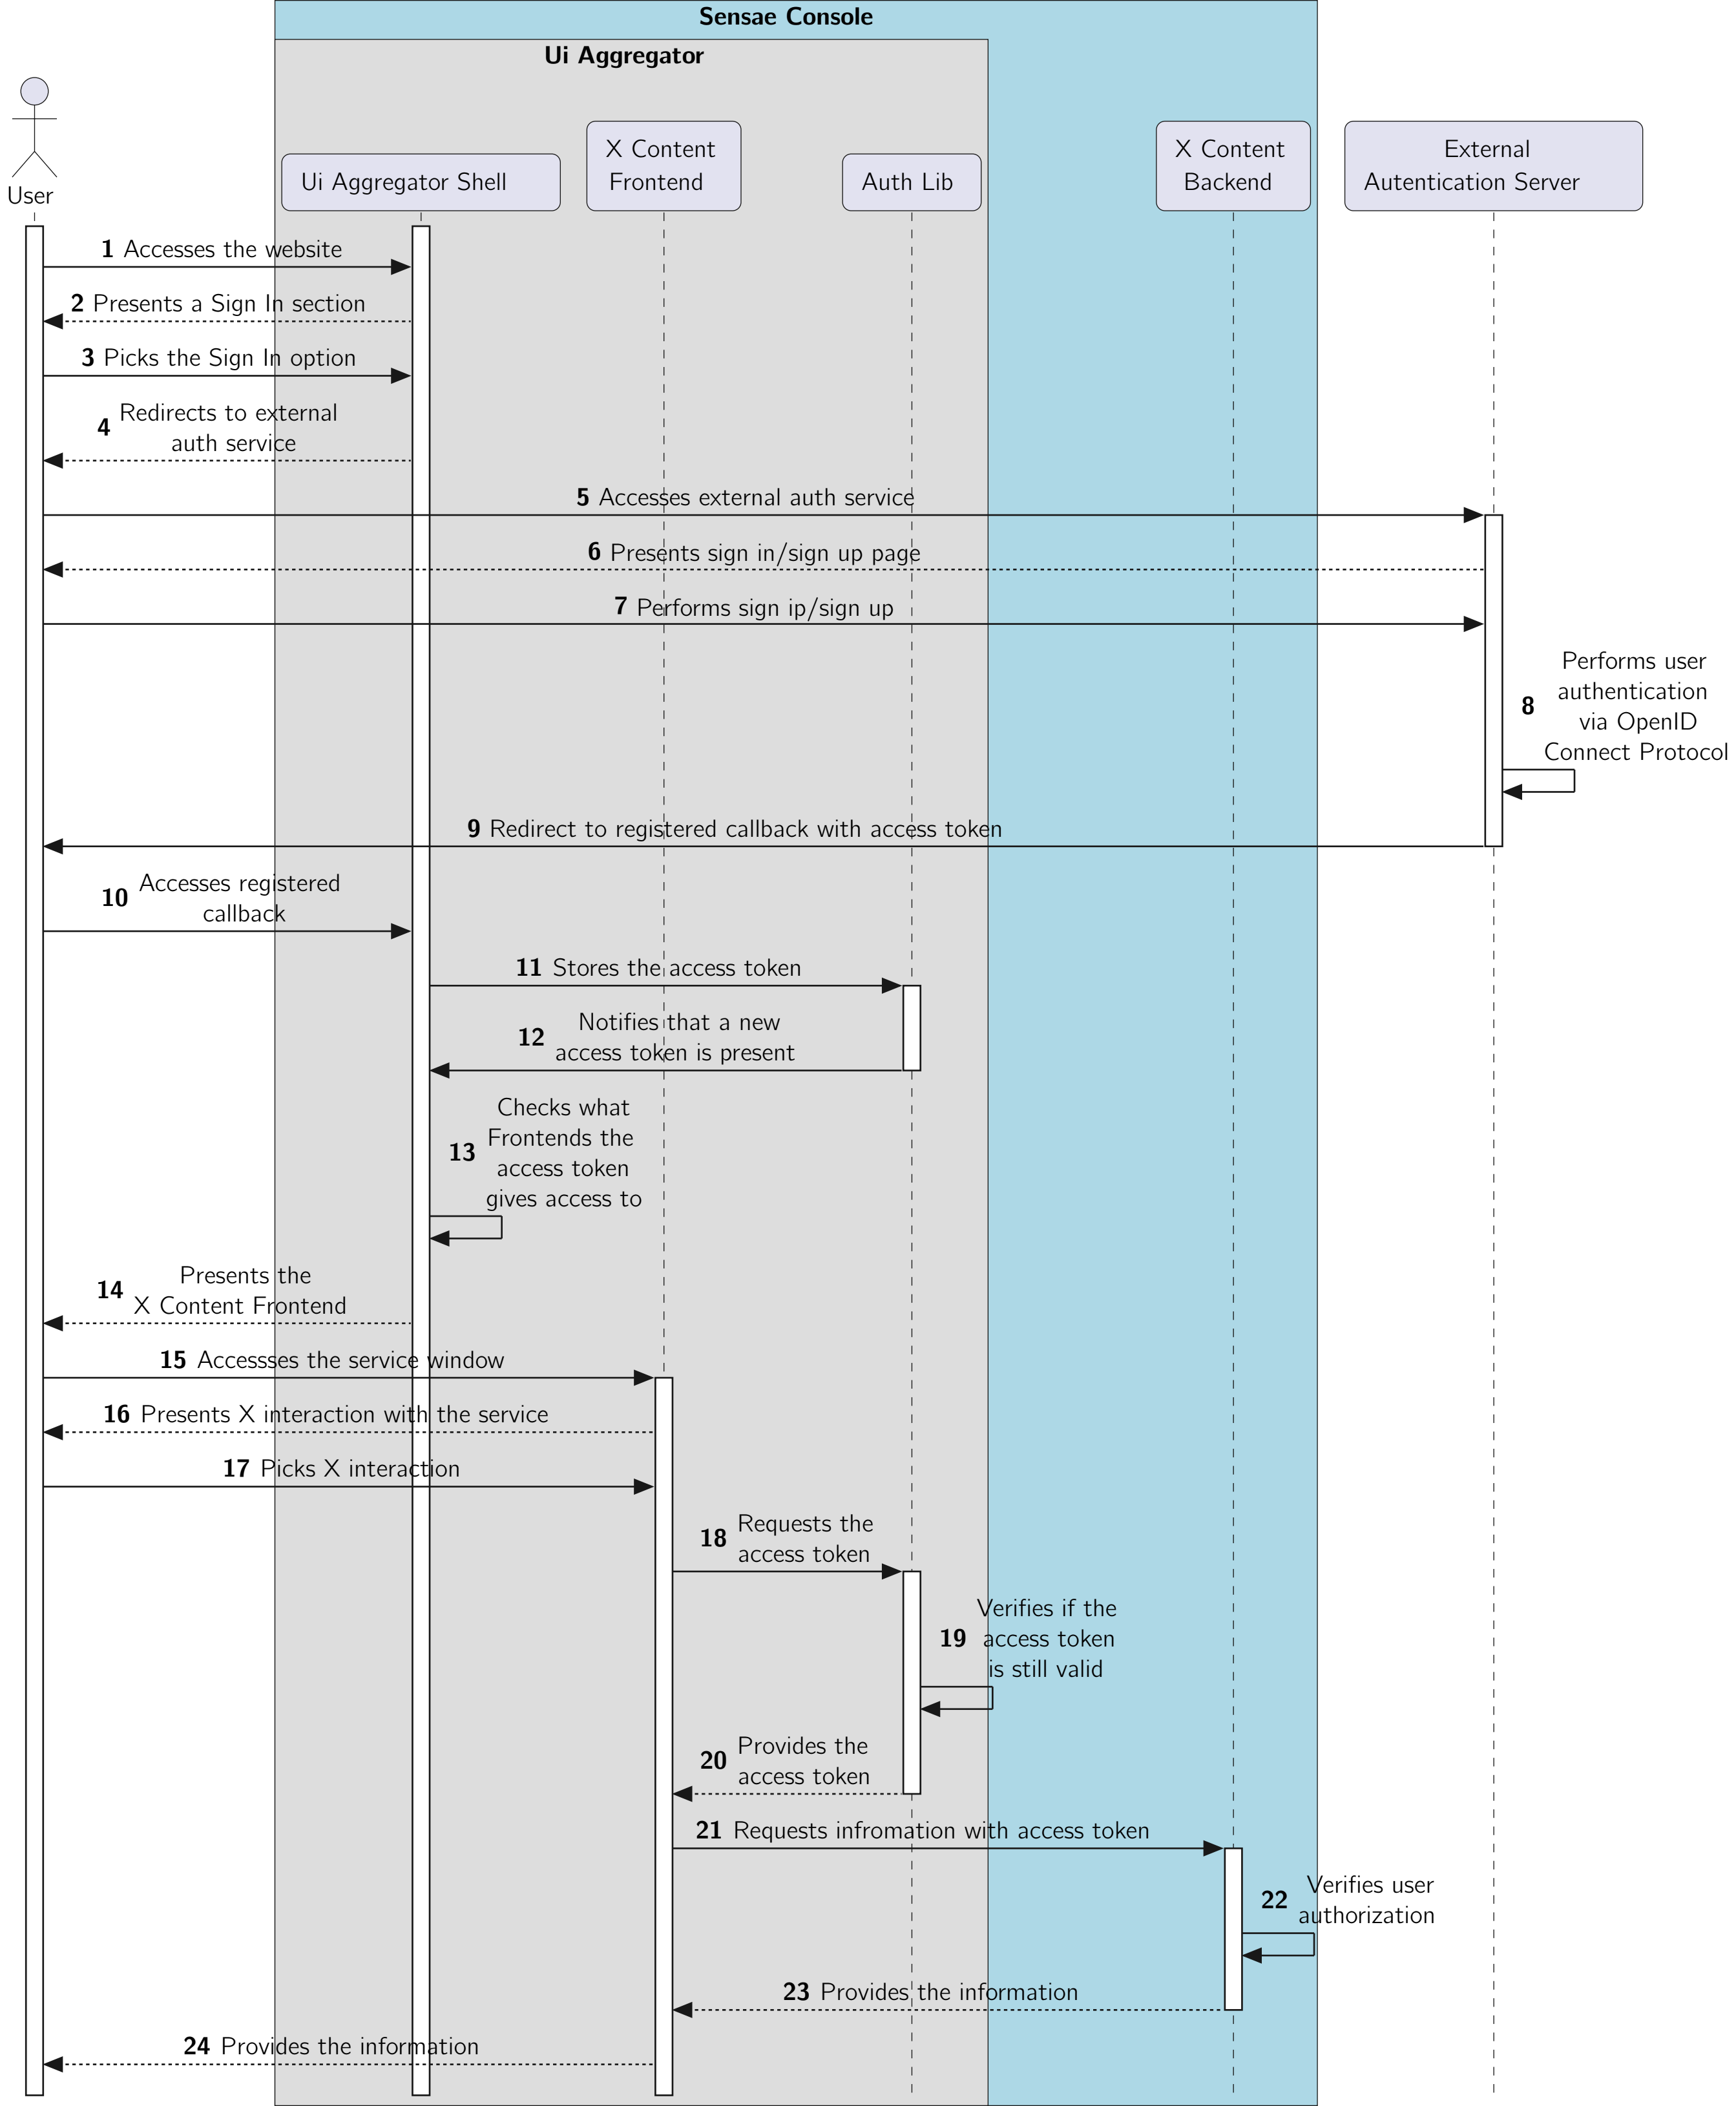 Sensae Console
Ui Aggregator
User
Ui Aggregator Shell
X Content
Frontend
Auth Lib
X Content
Backend
External
Autentication Server
1 Accesses the website
2 Presents a Sign In section
3 Picks the Sign In option
4 Redirects to external
auth service
5 Accesses external auth service
6 Presents sign in/sign up page
7 Performs sign ip/sign up
8 Performs user
authentication
via OpenID
Connect Protocol
9 Redirect to registered callback with access token
10 Accesses registered
callback
11 Stores the access token
12 Notifies that a new
access token is present
13 Checks what
Frontends the
access token
gives access to
14 Presents the
X Content Frontend
15 Accessses the service window
16 Presents X interaction with the service
17 Picks X interaction
18 Requests the
access token
19 Verifies if the
access token
is still valid
20 Provides the
access token
21 Requests infromation with access token
22 Verifies user
authorization
23 Provides the information
24 Provides the information